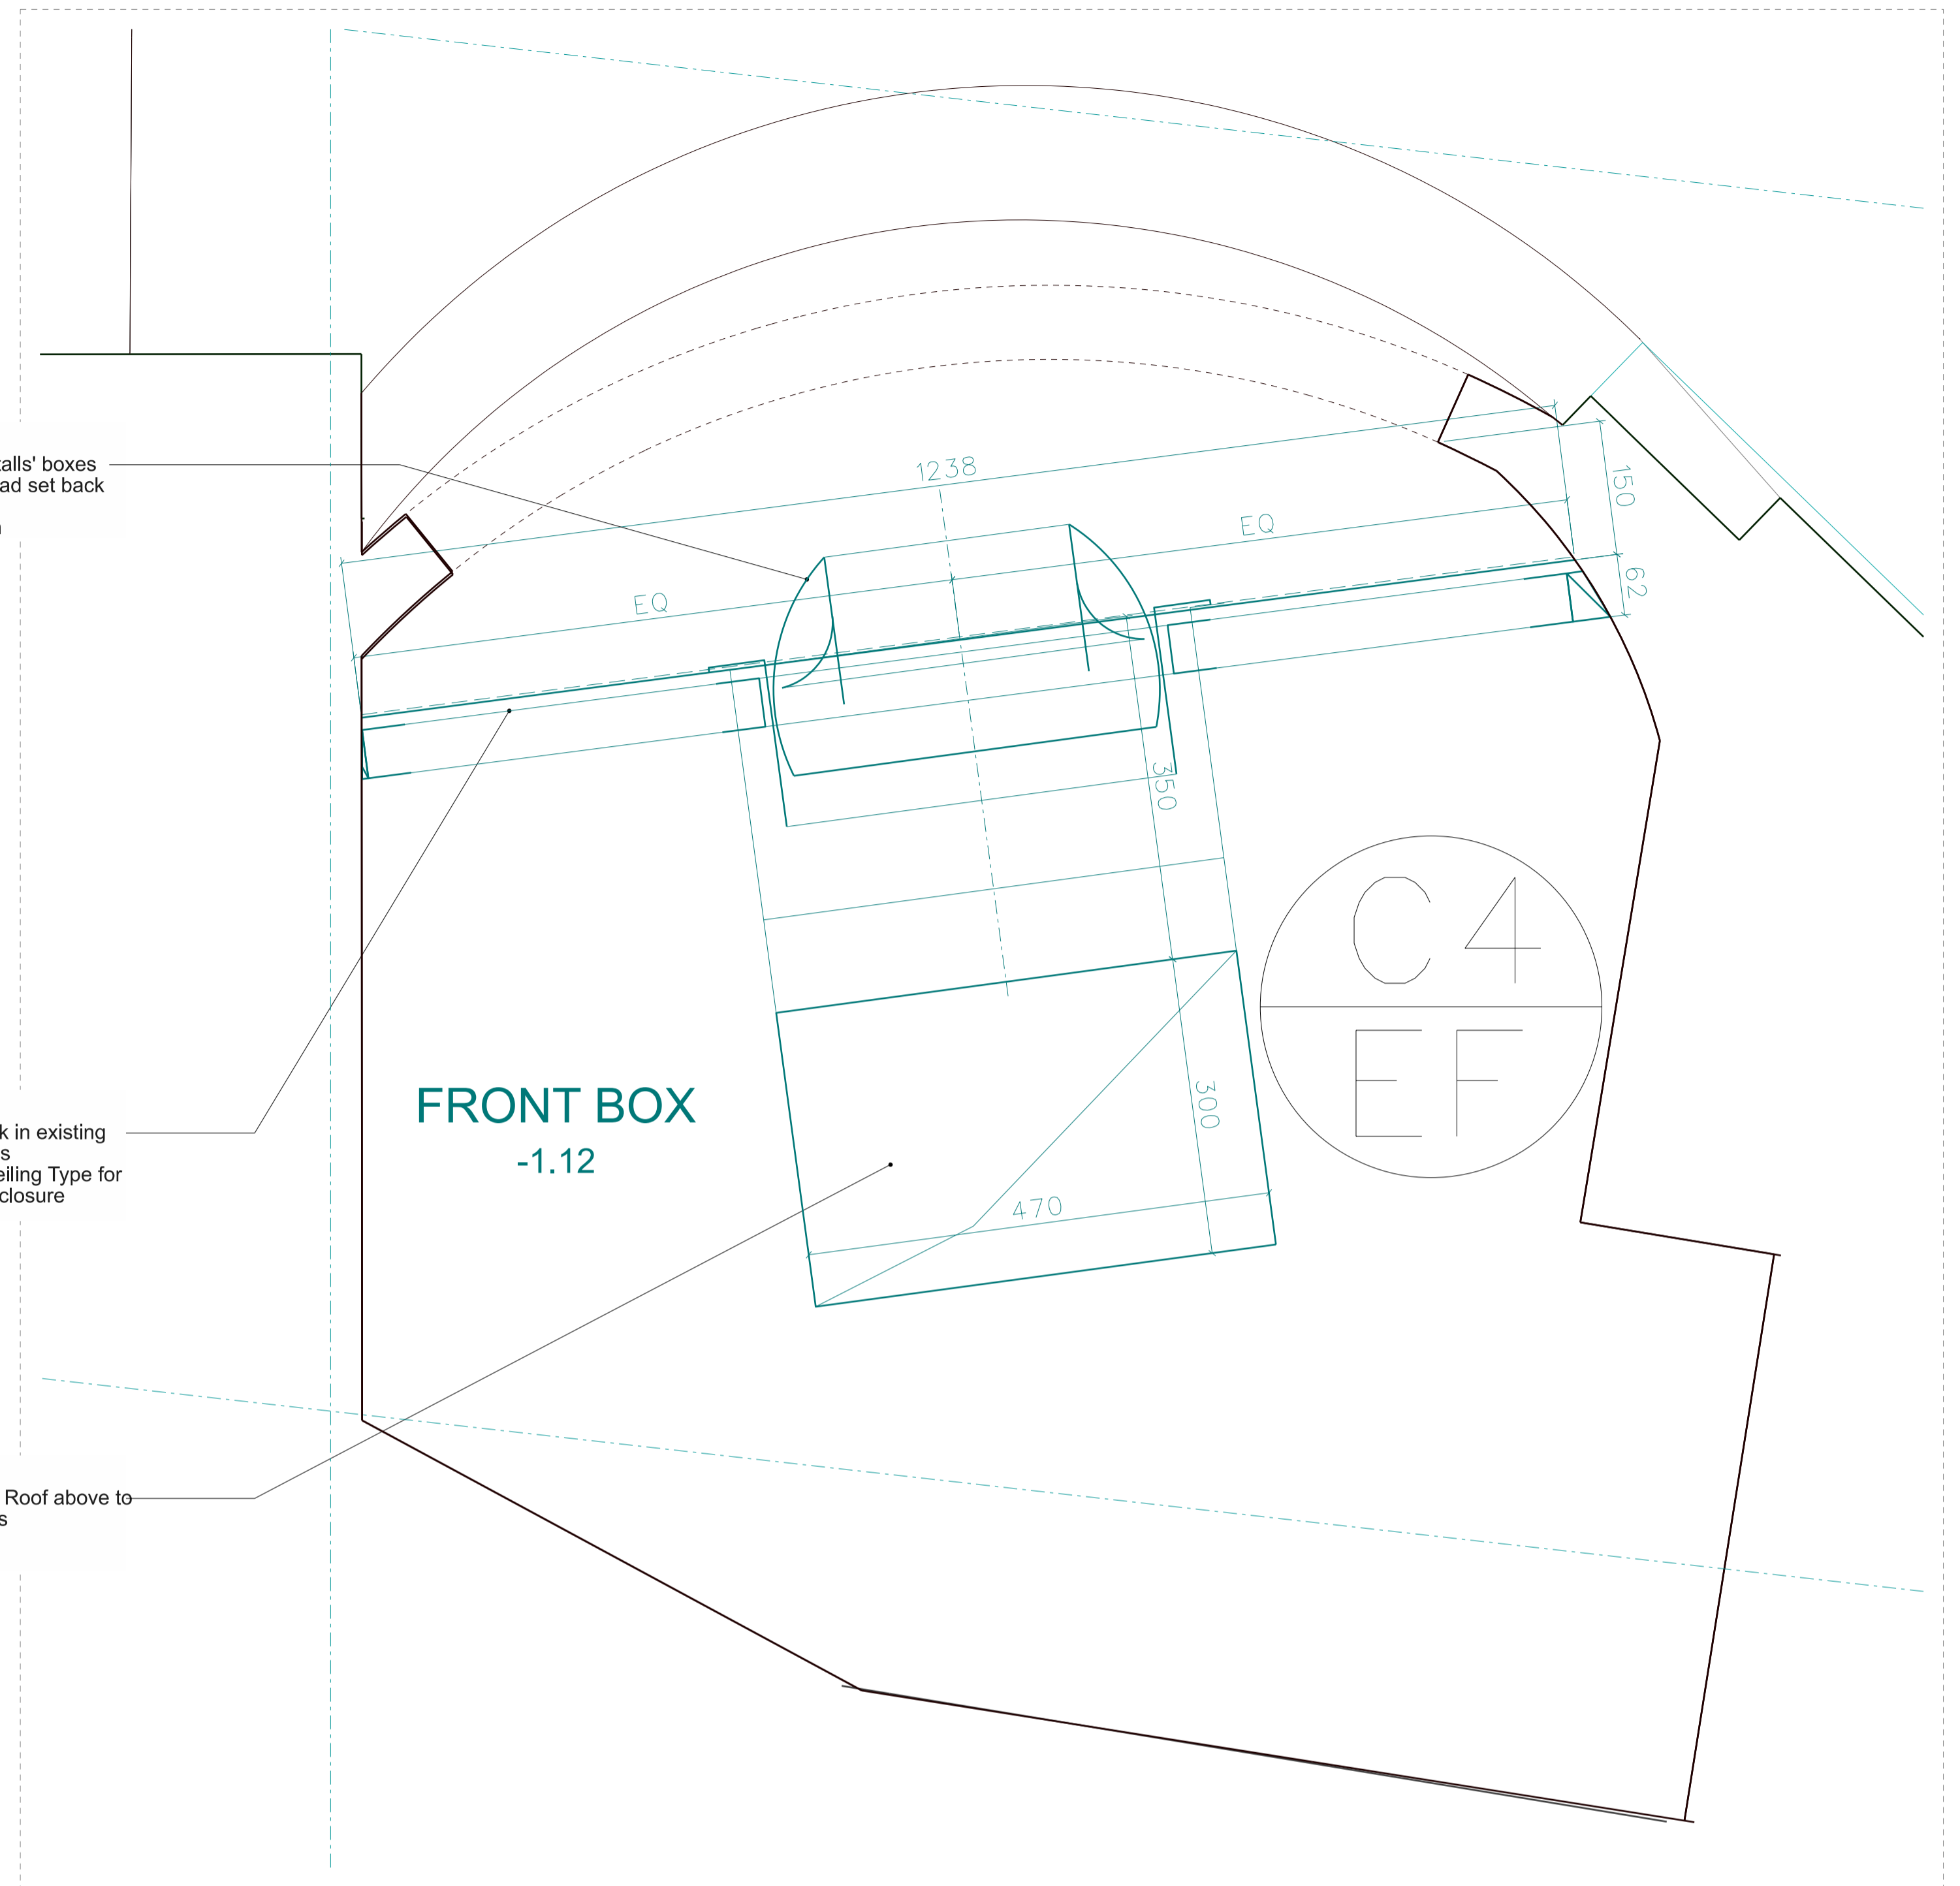 talls' boxes
ad set back
1238
EQ
EQ
150
62
350
C4
EF
FRONT BOX
-1.12
k in existing
s
eiling Type for
closure
300
470
Roof above to
s